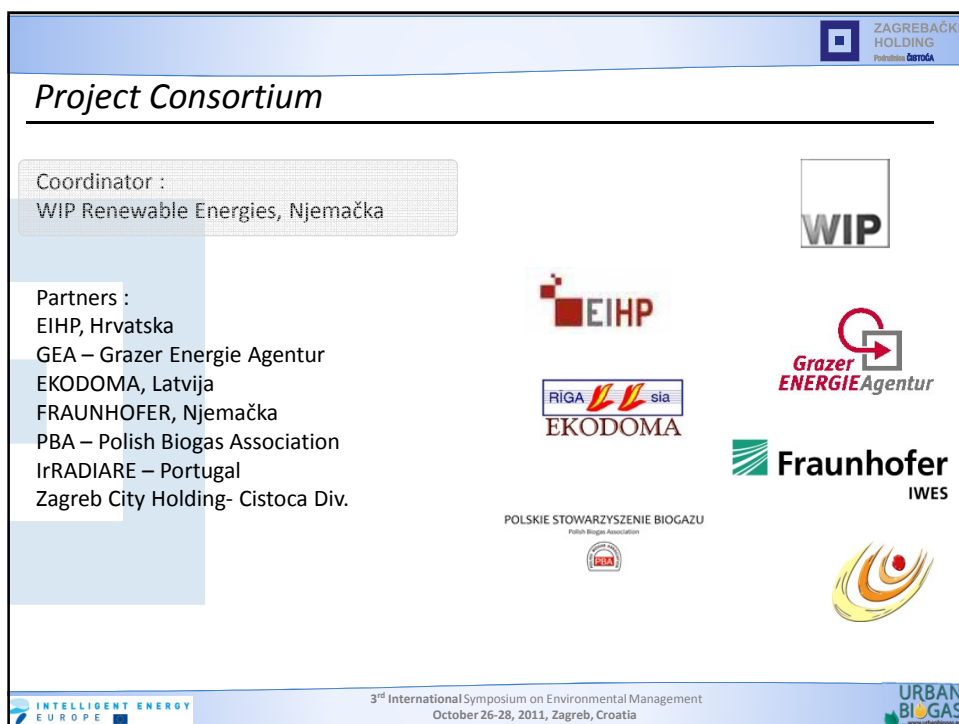 ZAGREBAČKI
HOLDING
Podružnica ČISTOĆA
Project Consortium
Coordinator :
WIP Renewable Energies, Njemačka
Partners :
EIHP, Hrvatska
GEA – Grazer Energie Agentur
EKODOMA, Latvija
FRAUNHOFER, Njemačka
PBA – Polish Biogas Association
IrRADIARE – Portugal
Zagreb City Holding- Cistoca Div.
WIP
EIHP
Grazer
ENERGIEAgentur
RĪGA sia
EKODOMA
Fraunhofer
IWES
POLSKIE STOWARZYSZENIE BIOGAZU
Polish Biogas Association
PBA
INTELLIGENT ENERGY
EUROPE
3rd International Symposium on Environmental Management
October 26-28, 2011, Zagreb, Croatia
URBAN
BIOGAS